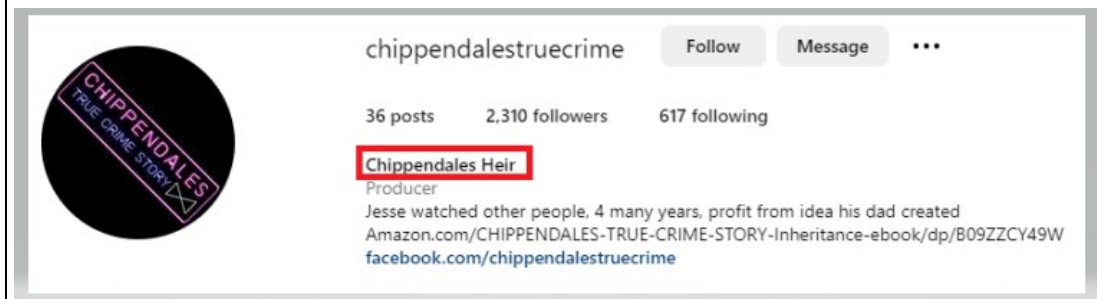 chippendalestruecrime Follow Message •••
36 posts 2,310 followers 617 following
CHIPPENDALES
TRUE CRIME STORY
Chippendales Heir
Producer
Jesse watched other people, 4 many years, profit from idea his dad created
Amazon.com/CHIPPENDALES-TRUE-CRIME-STORY-Inheritance-ebook/dp/B09ZZCY49W
facebook.com/chippendalestruecrime